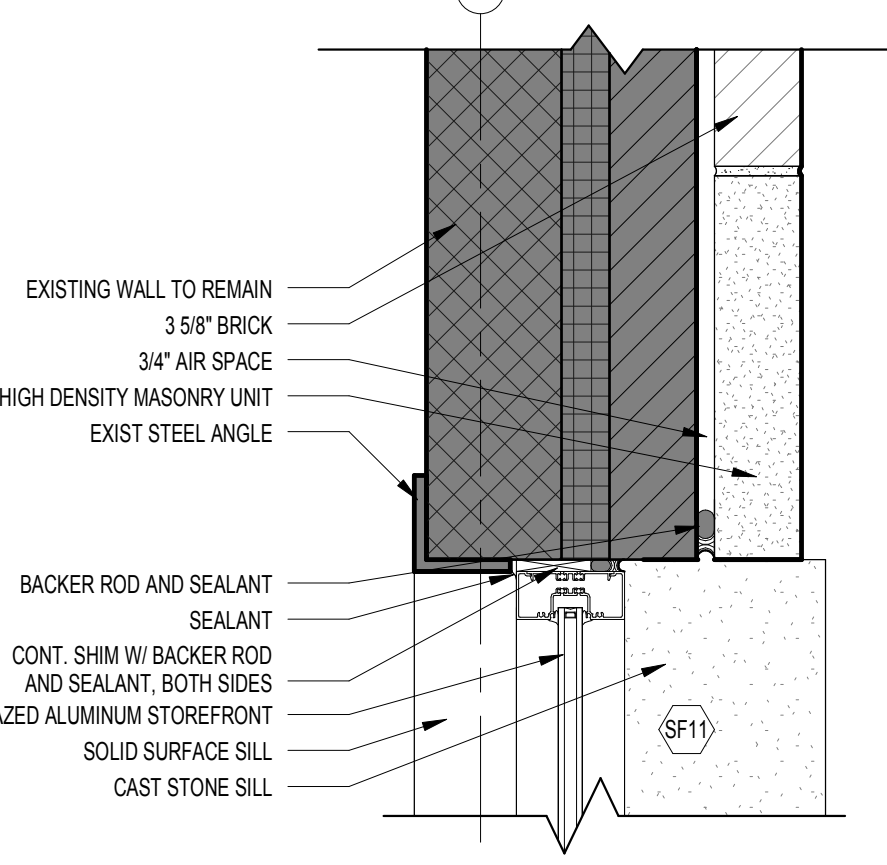 EXISTING WALL TO REMAIN
3 5/8" BRICK
3/4" AIR SPACE
HIGH DENSITY MASONRY UNIT
EXIST STEEL ANGLE
BACKER ROD AND SEALANT
SEALANT
CONT. SHIM W/ BACKER ROD
AND SEALANT, BOTH SIDES
AZED ALUMINUM STOREFRONT
SOLID SURFACE SILL
CAST STONE SILL
SF11